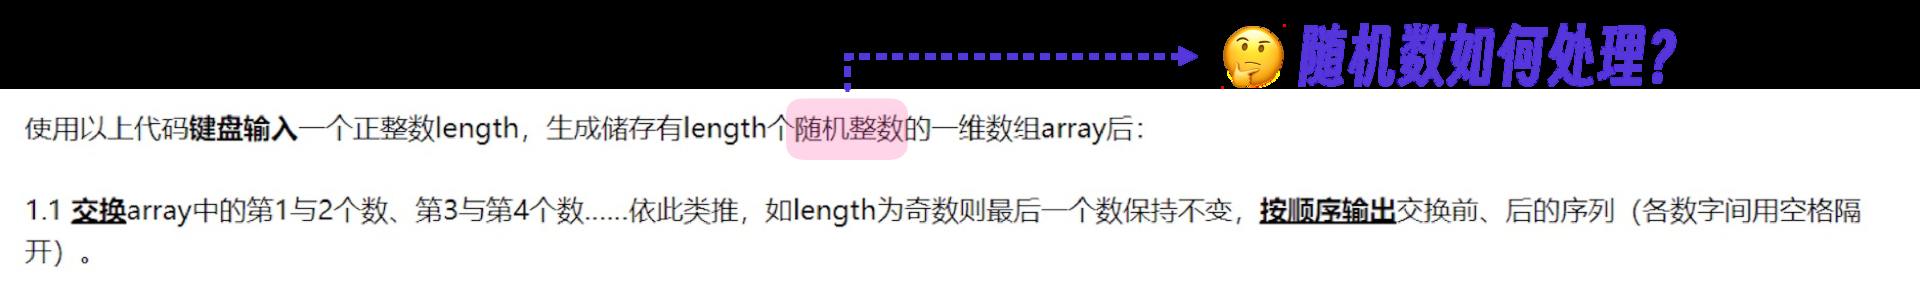 随机数如何处理?
使用以上代码键盘输入一个正整数length，生成储存有length个随机整数的一维数组array后：
1.1 交换array中的第1与2个数、第3与第4个数......依此类推，如length为奇数则最后一个数保持不变，按顺序输出交换前、后的序列（各数字间用空格隔
开）。